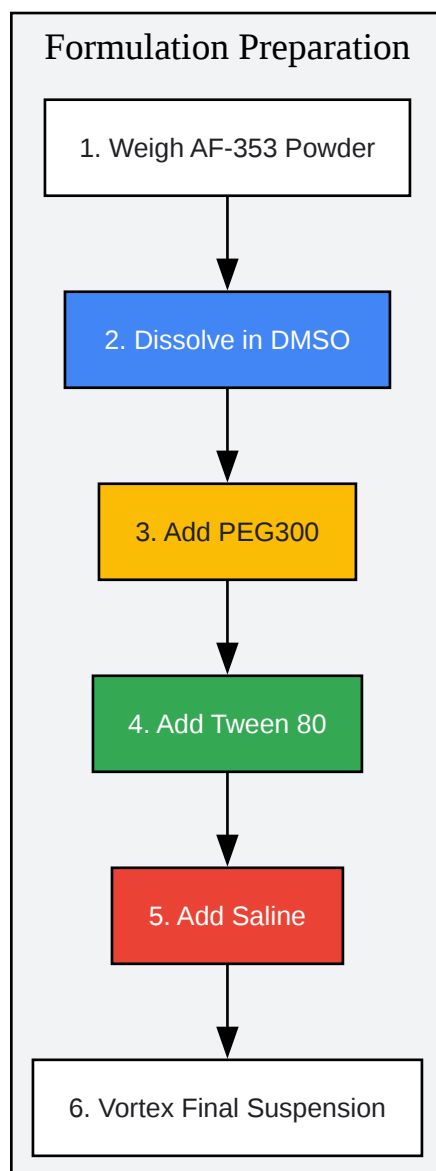 Formulation Preparation
1. Weigh AF-353 Powder
2. Dissolve in DMSO
3. Add PEG300
4. Add Tween 80
5. Add Saline
6. Vortex Final Suspension